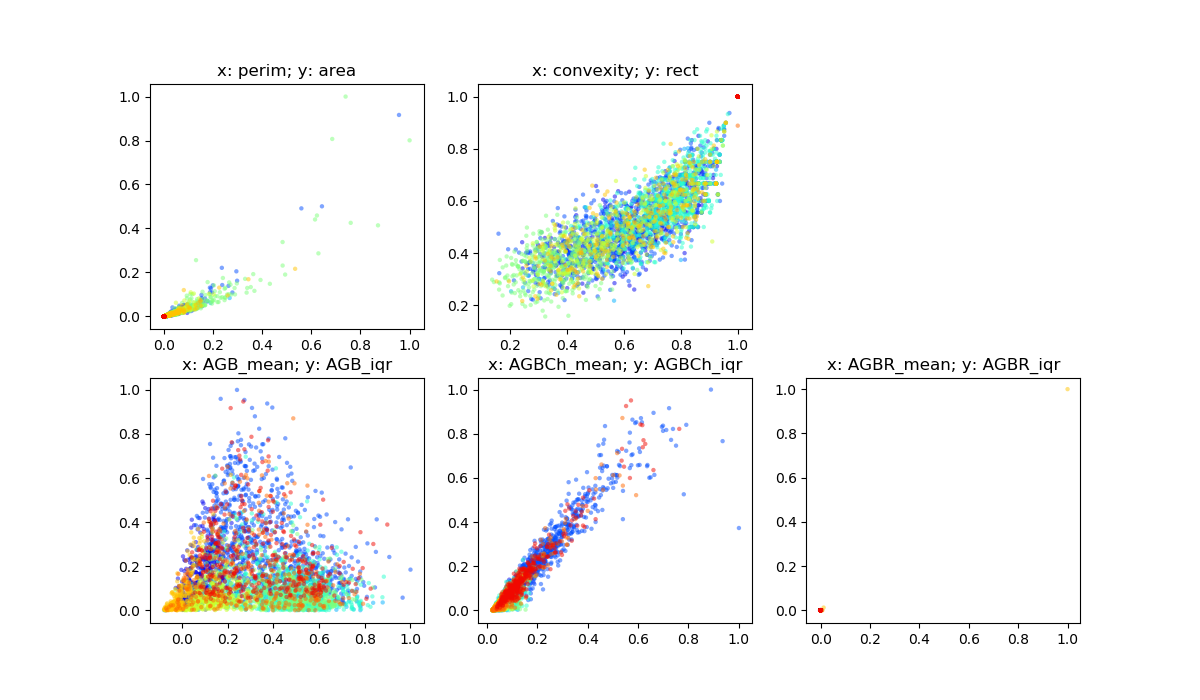 x: perim; y: area
1.0
0.8
0.6
0.4
0.2
0.0
0.0 0.2 0.4 0.6 0.8 1.0
x: convexity; y: rect
1.0
0.8
0.6
0.4
0.2
0.2 0.4 0.6 0.8 1.0
x: AGB_mean; y: AGB_iqr
1.0
0.8
0.6
0.4
0.2
0.0
0.0 0.2 0.4 0.6 0.8 1.0
x: AGBCh_mean; y: AGBCh_iqr
1.0
0.8
0.6
0.4
0.2
0.0
0.0 0.2 0.4 0.6 0.8 1.0
x: AGBR_mean; y: AGBR_iqr
1.0
0.8
0.6
0.4
0.2
0.0
0.0 0.2 0.4 0.6 0.8 1.0